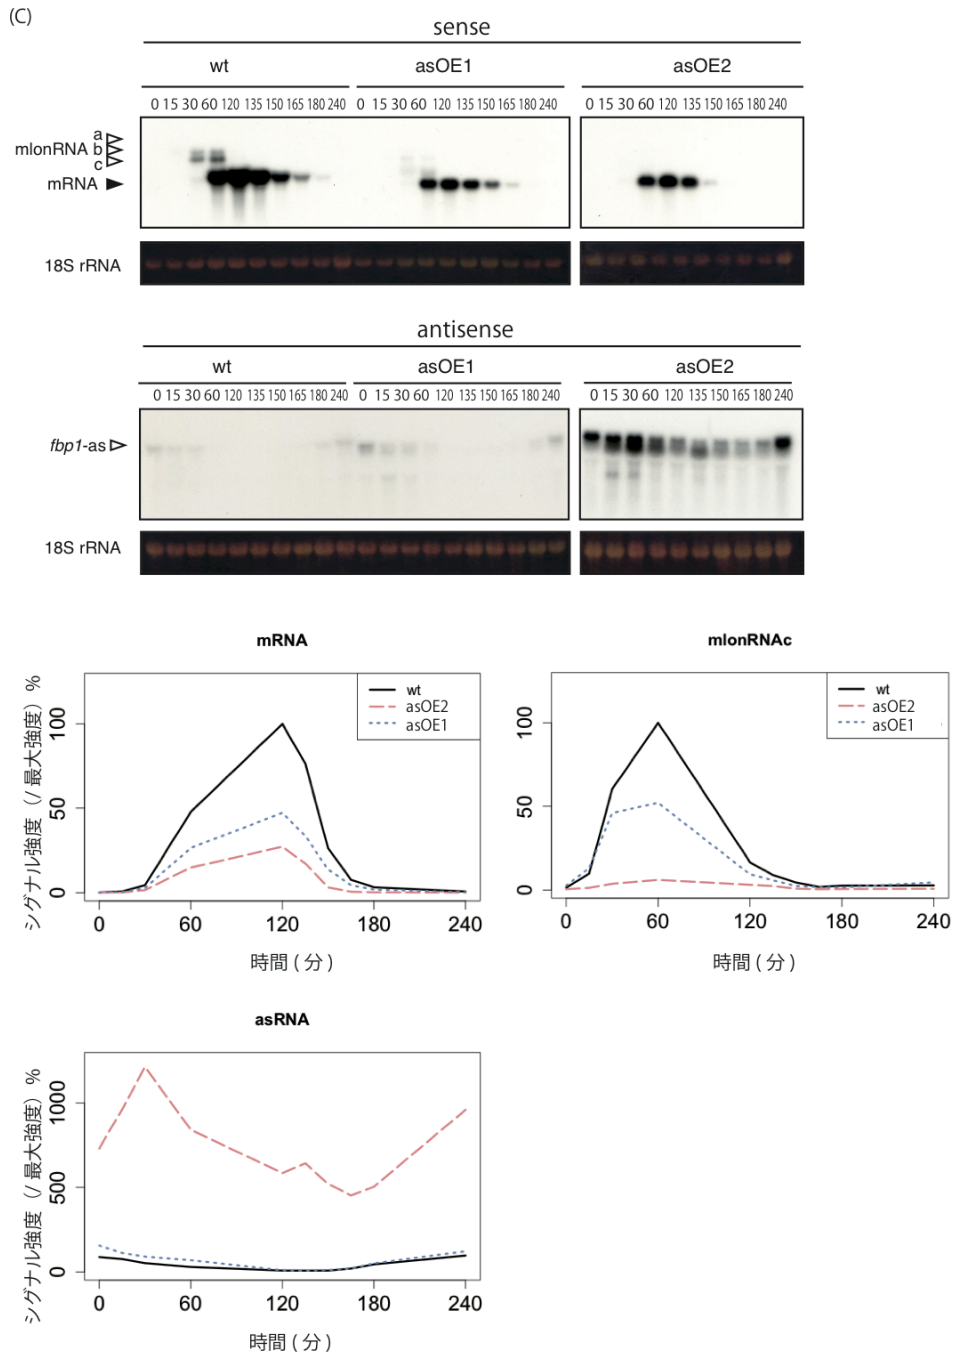 (C)
sense
wt asOE1 asOE2
0 15 30 60 120 135 150 165 180 240 0 15 30 60 120 135 150 165 180 240 0 15 30 60 120 135 150 165 180 240
a
mlonRNA b
c
mRNA
18S rRNA
antisense
wt asOE1 asOE2
0 15 30 60 120 135 150 165 180 240 0 15 30 60 120 135 150 165 180 240 0 15 30 60 120 135 150 165 180 240
fbp1-as
18S rRNA
mRNA
シグナル強度（/ 最大強度）%
100
50
0
wt
asOE2
asOE1
0 60 120 180 240
時間 ( 分 )
mlonRNAc
100
50
0
wt
asOE2
asOE1
0 60 120 180 240
時間 ( 分 )
asRNA
シグナル強度（/ 最大強度）%
1000
500
0
0 60 120 180 240
時間 ( 分 )